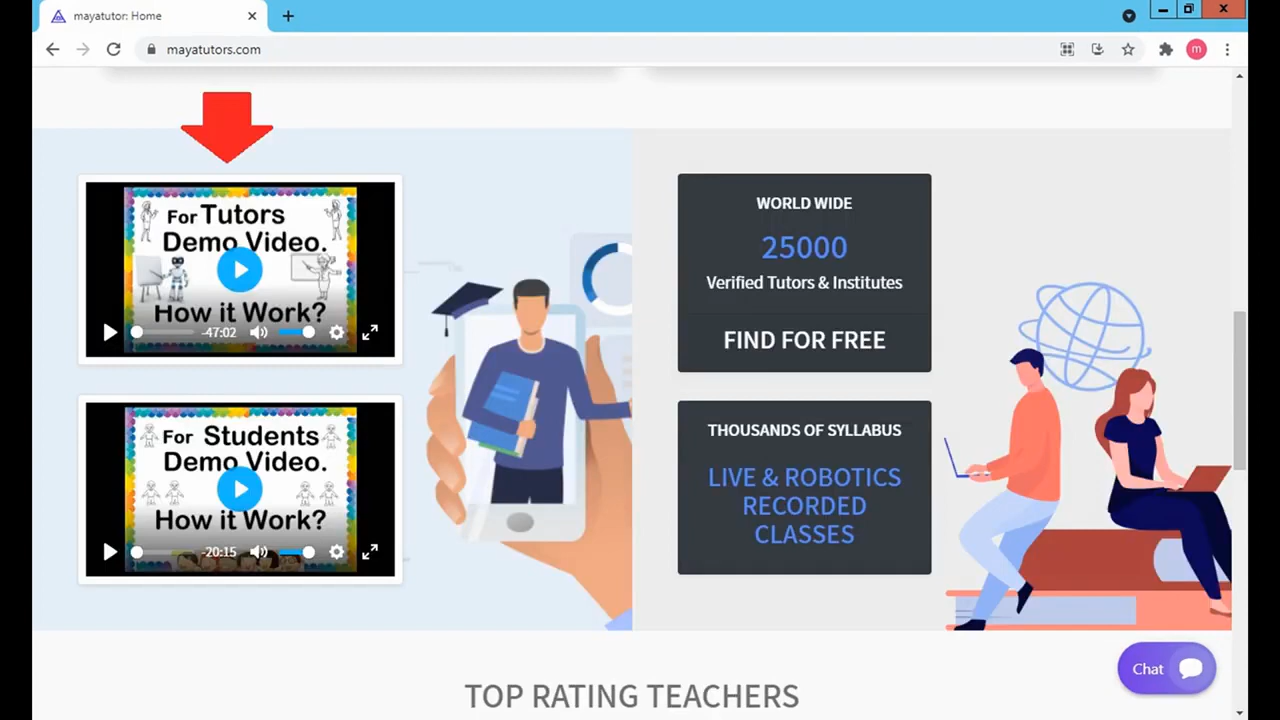 mayatutor: Home
mayatutors.com
m
For Tutors
Demo Video.
How it Work?
-47:02
For Students
Demo Video.
How it Work?
-20:15
WORLD WIDE
25000
Verified Tutors & Institutes
FIND FOR FREE
THOUSANDS OF SYLLABUS
LIVE & ROBOTICS
RECORDED
CLASSES
Chat
TOP RATING TEACHERS